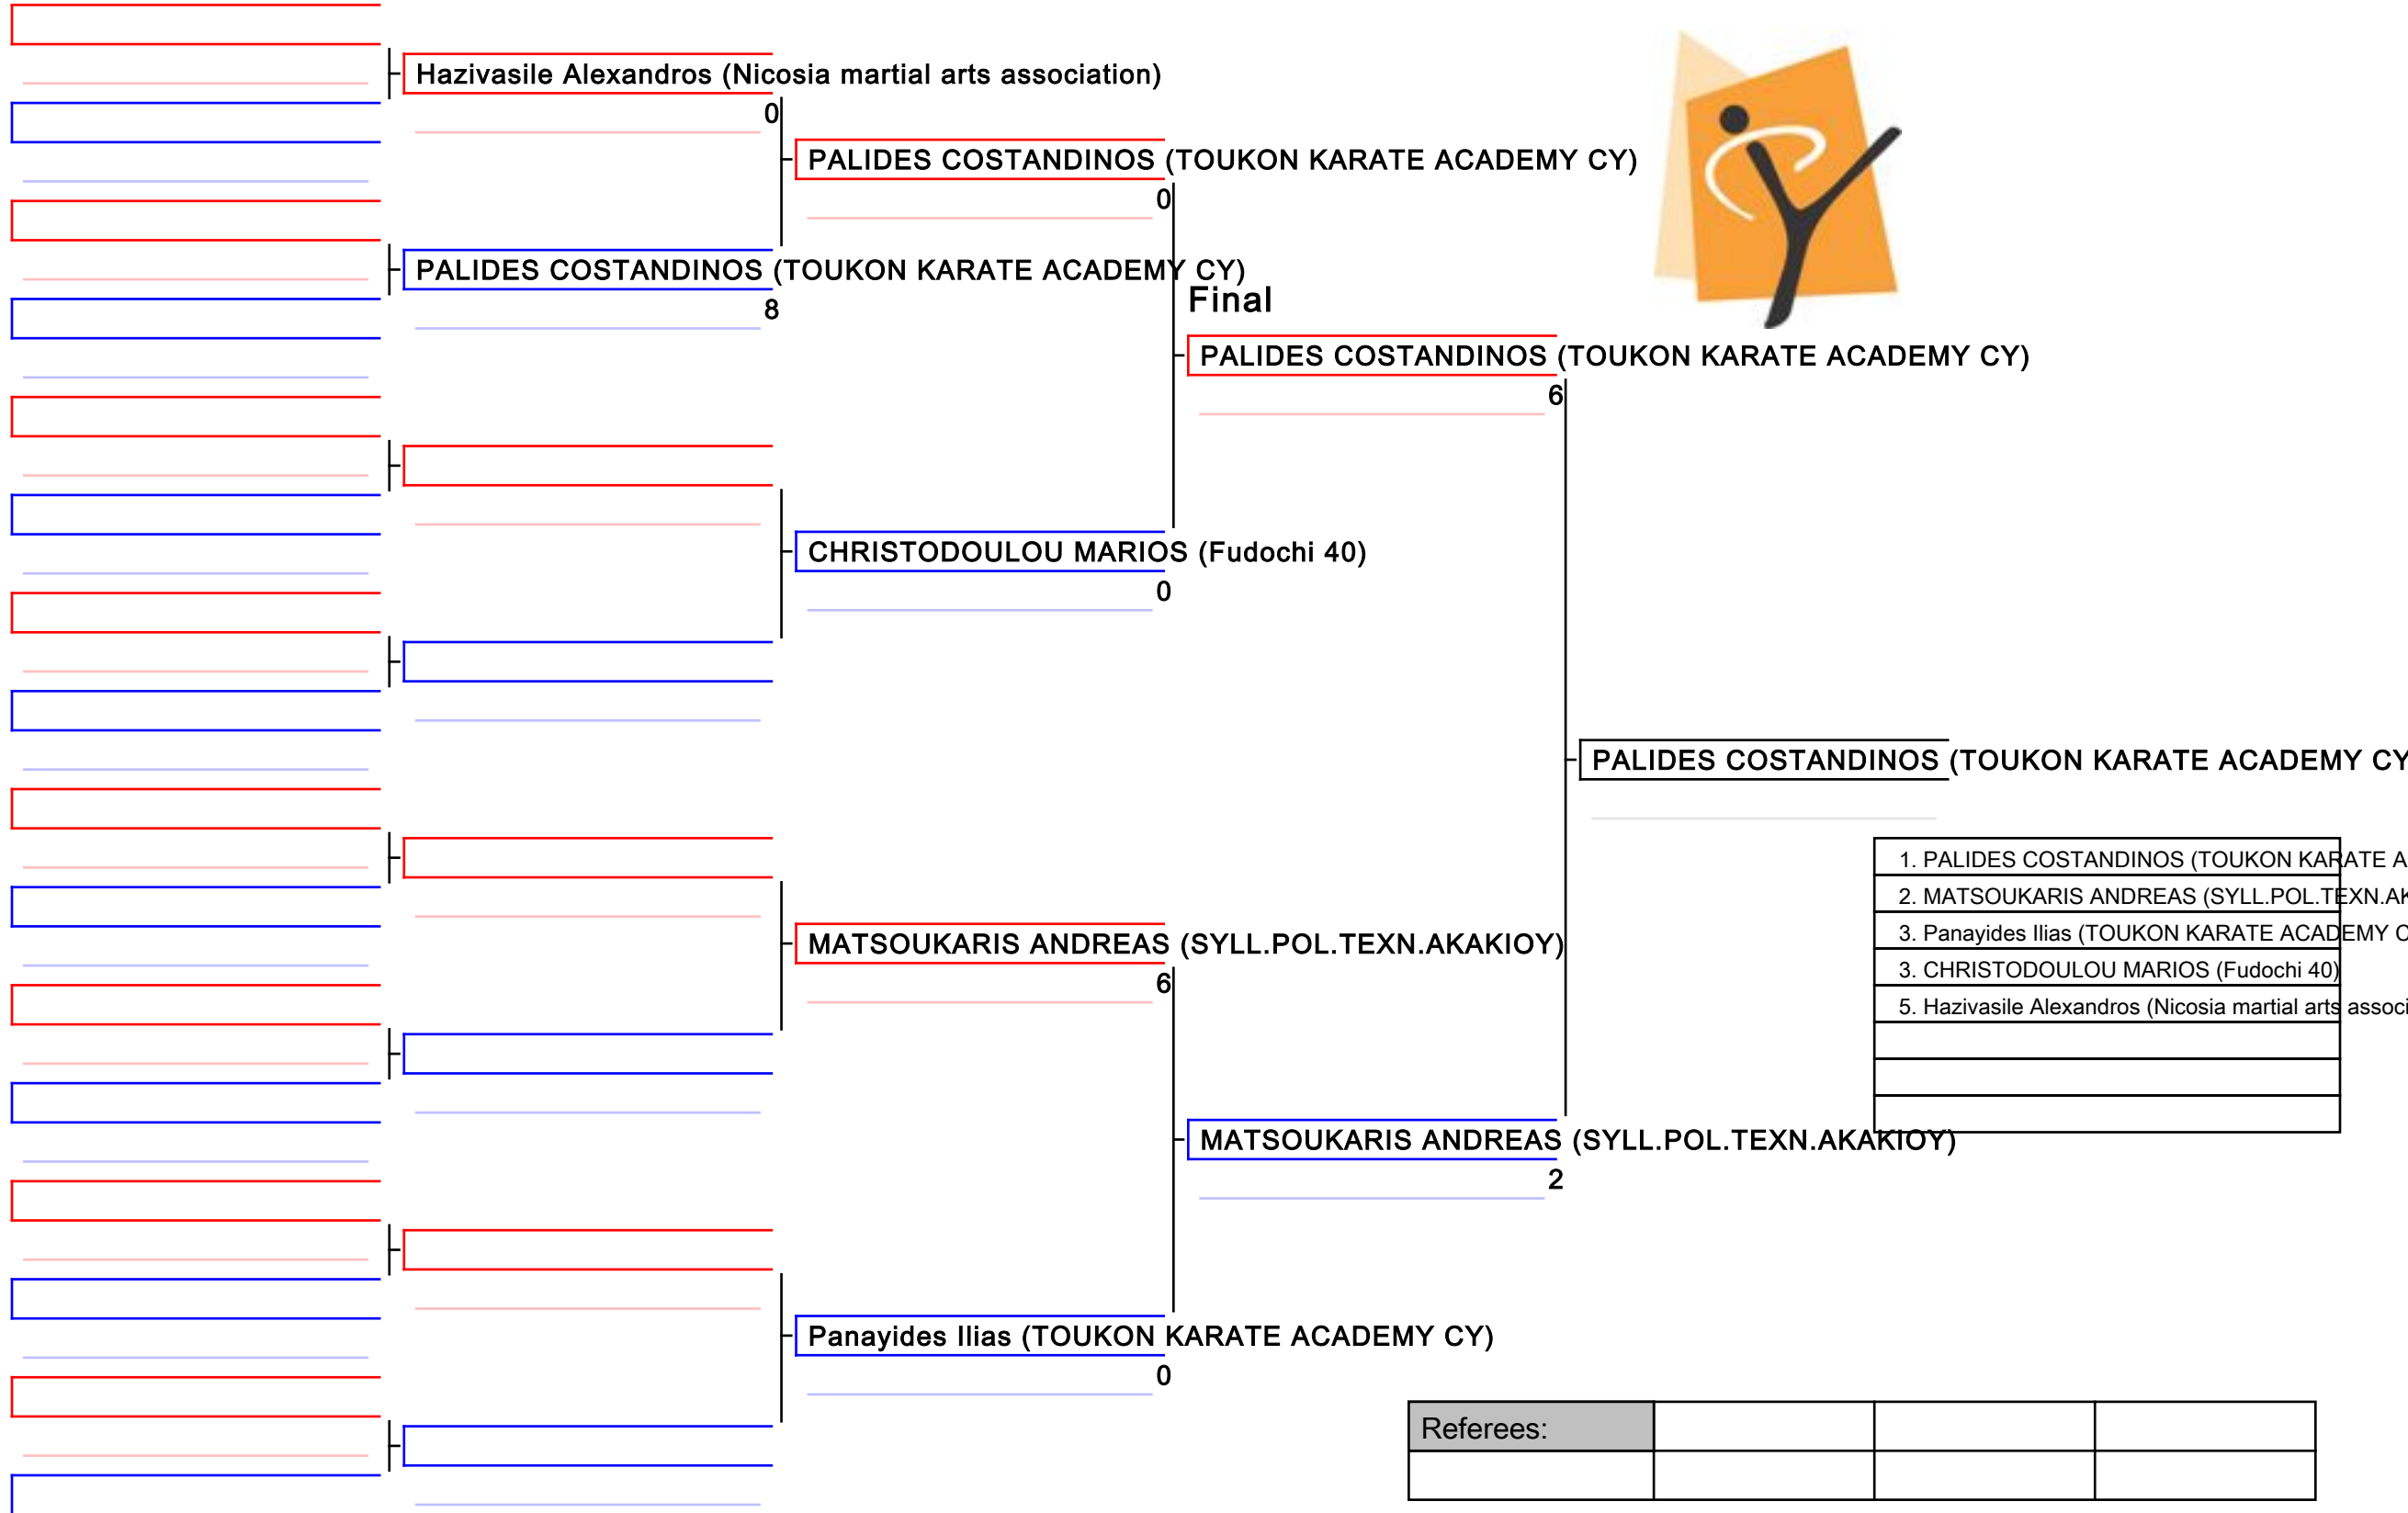 Hazivasile Alexandros (Nicosia martial arts association)
0
PALIDES COSTANDINOS (TOUKON KARATE ACADEMY CY)
0
PALIDES COSTANDINOS (TOUKON KARATE ACADEMY CY)
8
Final
PALIDES COSTANDINOS (TOUKON KARATE ACADEMY CY)
6
CHRISTODOULOU MARIOS (Fudochi 40)
0
PALIDES COSTANDINOS (TOUKON KARATE ACADEMY CY
1. PALIDES COSTANDINOS (TOUKON KARATE A
2. MATSOUKARIS ANDREAS (SYLL.POL.TEXN.AK
3. Panayides Ilias (TOUKON KARATE ACADEMY C
3. CHRISTODOULOU MARIOS (Fudochi 40)
5. Hazivasile Alexandros (Nicosia martial arts associ
MATSOUKARIS ANDREAS (SYLL.POL.TEXN.AKAKIOY)
6
MATSOUKARIS ANDREAS (SYLL.POL.TEXN.AKAKIOY)
2
Panayides Ilias (TOUKON KARATE ACADEMY CY)
0
Referees: